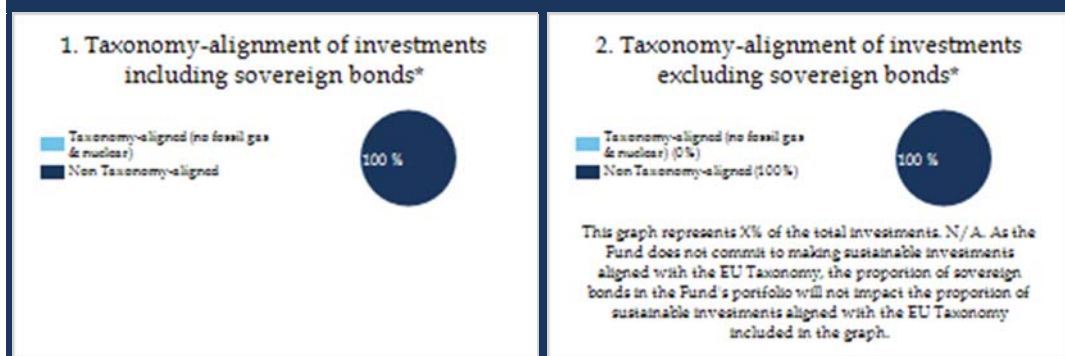 1. Taxonomy-alignment of investments
including sovereign bonds*
Taxonomy-aligned (no fossil gas
& nuclear)
Non Taxonomy-aligned
100 %
2. Taxonomy-alignment of investments
excluding sovereign bonds*
Taxonomy-aligned (no fossil gas
& nuclear) (0%)
Non Taxonomy-aligned (100%)
100 %
This graph represents X% of the total investments. N/A. As the
Fund does not commit to making sustainable investments
aligned with the EU Taxonomy, the proportion of sovereign
bonds in the Fund's portfolio will not impact the proportion of
sustainable investments aligned with the EU Taxonomy
included in the graph.